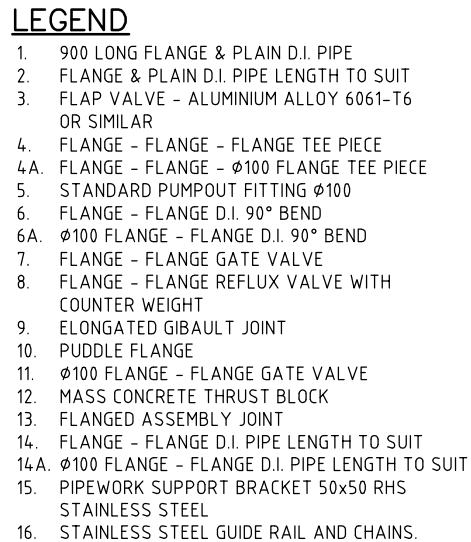 LEGEND
1. 900 LONG FLANGE & PLAIN D.I. PIPE
2. FLANGE & PLAIN D.I. PIPE LENGTH TO SUIT
3. FLAP VALVE - ALUMINIUM ALLOY 6061-T6
OR SIMILAR
4. FLANGE - FLANGE - FLANGE TEE PIECE
4A. FLANGE - FLANGE - Ø100 FLANGE TEE PIECE
5. STANDARD PUMPOUT FITTING Ø100
6. FLANGE - FLANGE D.I. 90° BEND
6A. Ø100 FLANGE - FLANGE D.I. 90° BEND
7. FLANGE - FLANGE GATE VALVE
8. FLANGE - FLANGE REFLUX VALVE WITH
COUNTER WEIGHT
9. ELONGATED GIBAULT JOINT
10. PUDDLE FLANGE
11. Ø100 FLANGE - FLANGE GATE VALVE
12. MASS CONCRETE THRUST BLOCK
13. FLANGED ASSEMBLY JOINT
14. FLANGE - FLANGE D.I. PIPE LENGTH TO SUIT
14A. Ø100 FLANGE - FLANGE D.I. PIPE LENGTH TO SUIT
15. PIPEWORK SUPPORT BRACKET 50x50 RHS
STAINLESS STEEL
16. STAINLESS STEEL GUIDE RAIL AND CHAINS.